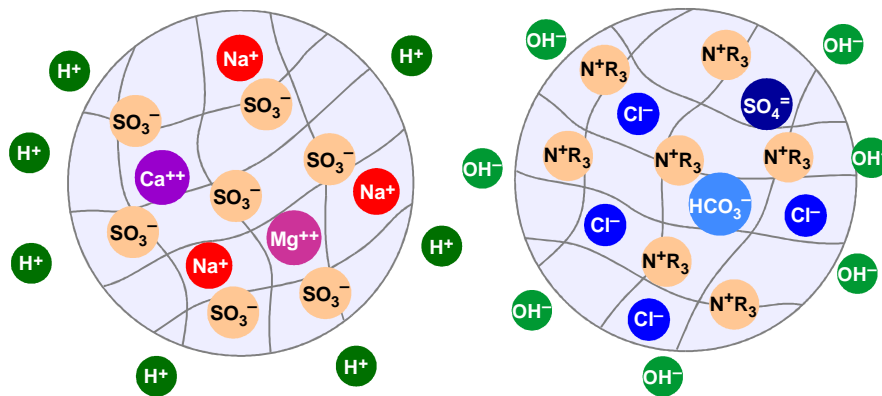 H⁺
Na⁺
H⁺
SO₃⁻
SO₃⁻
H⁺
SO₃⁻
Ca⁺⁺
Na⁺
SO₃⁻
SO₃⁻
Mg⁺⁺
H⁺
H⁺
Na⁺
SO₃⁻
SO₃⁻
H⁺
H⁺
OH⁻
OH⁻
N⁺R₃
N⁺R₃
SO₄⁼
Cl⁻
N⁺R₃
N⁺R₃
N⁺R₃
OH⁻
OH⁻
HCO₃⁻
Cl⁻
Cl⁻
N⁺R₃
OH⁻
N⁺R₃
OH⁻
Cl⁻
OH⁻